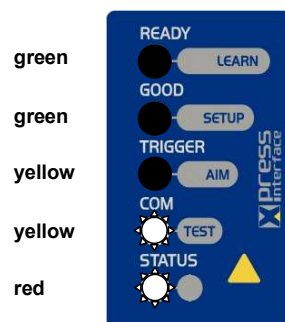 READY
green LEARN
GOOD
green SETUP
TRIGGER
yellow AIM
COM
yellow TEST
STATUS
red
Xpress
interface